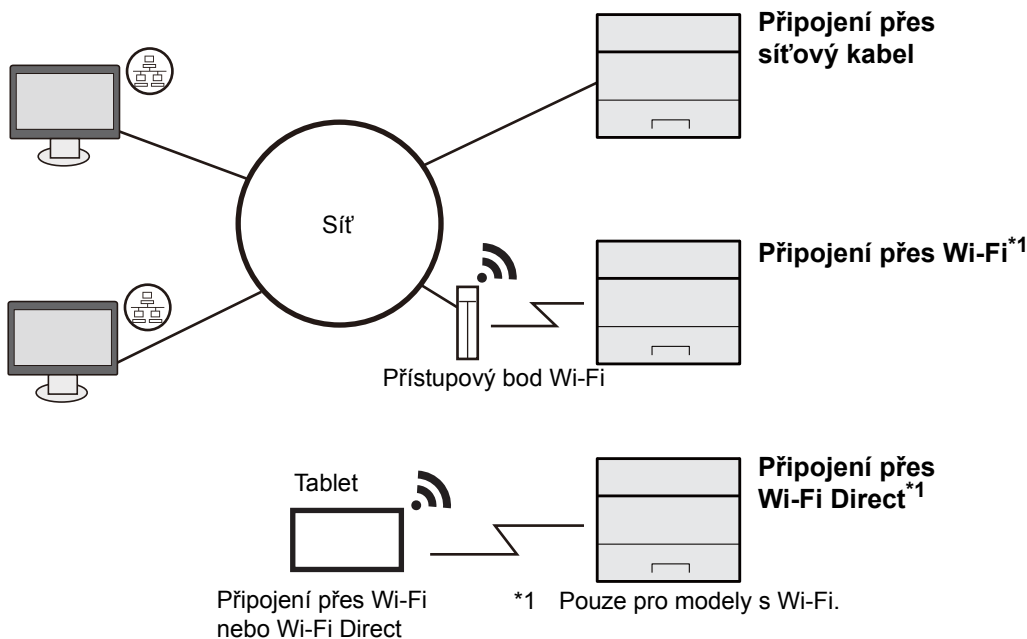 Připojení přes
síťový kabel
Síť
Připojení přes Wi-Fi*1
Přístupový bod Wi-Fi
Připojení přes
Wi-Fi Direct*1
Tablet
Připojení přes Wi-Fi
nebo Wi-Fi Direct
*1 Pouze pro modely s Wi-Fi.